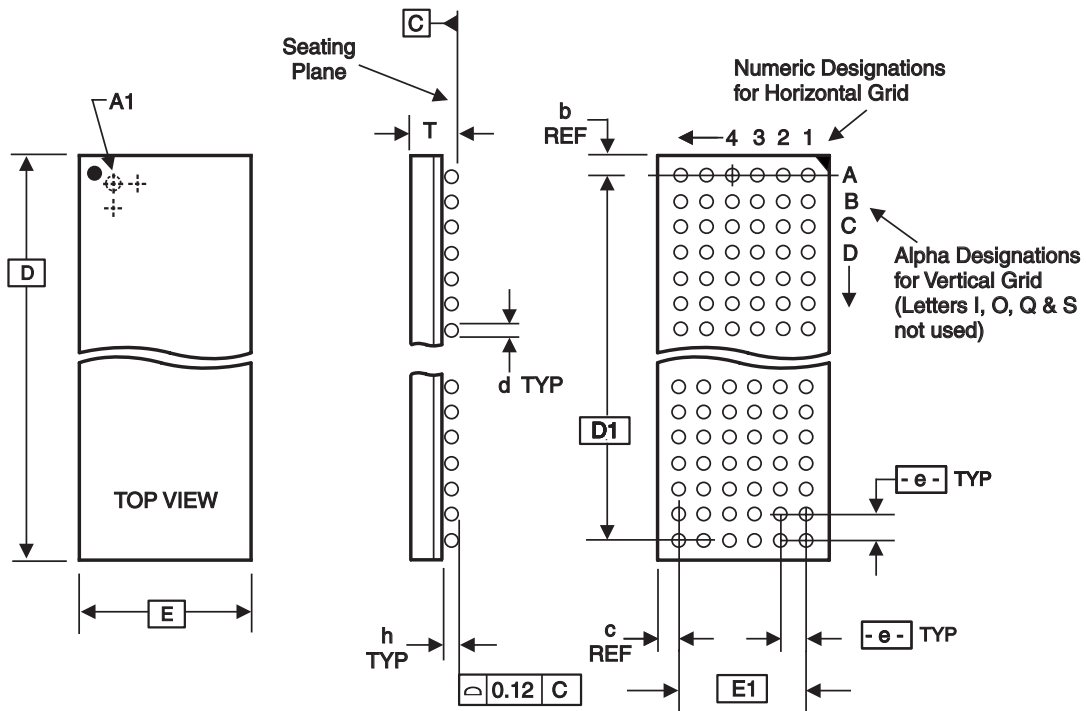 C
Seating
Plane
Numeric Designations
for Horizontal Grid
A1
T
b
REF
4 3 2 1
A
B
C
D
D
Alpha Designations
for Vertical Grid
(Letters I, O, Q & S
not used)
d TYP
D1
TOP VIEW
- e - TYP
E
h
TYP
c
REF
- e - TYP
⌓ 0.12 C
E1